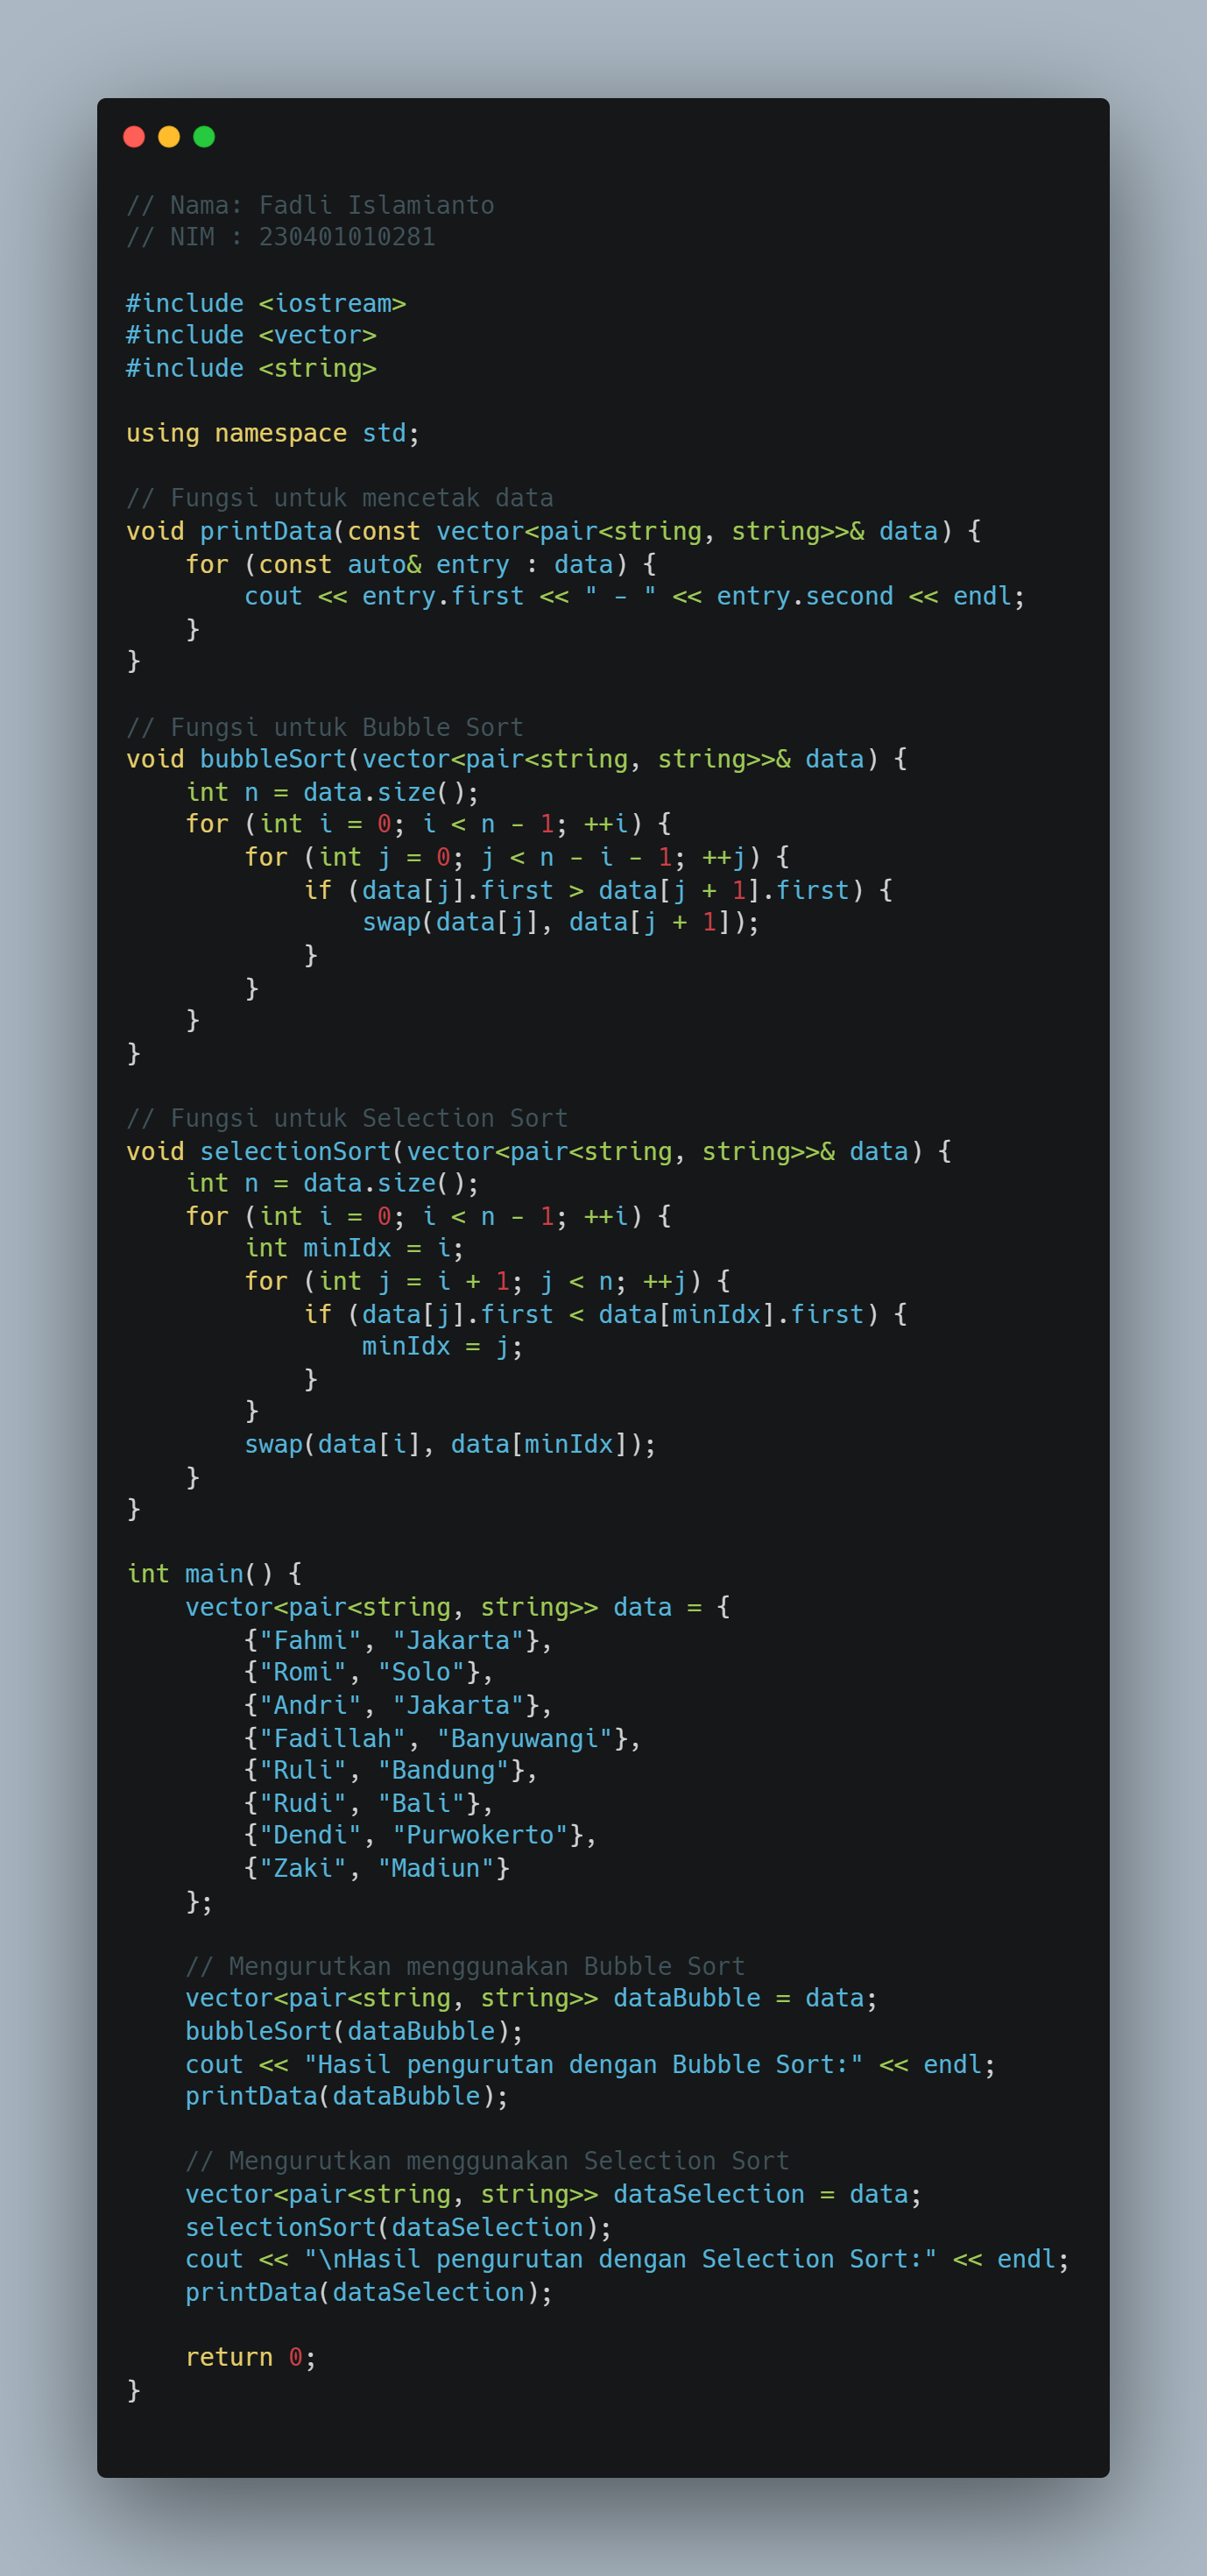 // Nama: Fadli Islamianto
// NIM : 230401010281

#include <iostream>
#include <vector>
#include <string>

using namespace std;

// Fungsi untuk mencetak data
void printData(const vector<pair<string, string>>& data) {
    for (const auto& entry : data) {
        cout << entry.first << " - " << entry.second << endl;
    }
}

// Fungsi untuk Bubble Sort
void bubbleSort(vector<pair<string, string>>& data) {
    int n = data.size();
    for (int i = 0; i < n - 1; ++i) {
        for (int j = 0; j < n - i - 1; ++j) {
            if (data[j].first > data[j + 1].first) {
                swap(data[j], data[j + 1]);
            }
        }
    }
}

// Fungsi untuk Selection Sort
void selectionSort(vector<pair<string, string>>& data) {
    int n = data.size();
    for (int i = 0; i < n - 1; ++i) {
        int minIdx = i;
        for (int j = i + 1; j < n; ++j) {
            if (data[j].first < data[minIdx].first) {
                minIdx = j;
            }
        }
        swap(data[i], data[minIdx]);
    }
}

int main() {
    vector<pair<string, string>> data = {
        {"Fahmi", "Jakarta"},
        {"Romi", "Solo"},
        {"Andri", "Jakarta"},
        {"Fadillah", "Banyuwangi"},
        {"Ruli", "Bandung"},
        {"Rudi", "Bali"},
        {"Dendi", "Purwokerto"},
        {"Zaki", "Madiun"}
    };

    // Mengurutkan menggunakan Bubble Sort
    vector<pair<string, string>> dataBubble = data;
    bubbleSort(dataBubble);
    cout << "Hasil pengurutan dengan Bubble Sort:" << endl;
    printData(dataBubble);

    // Mengurutkan menggunakan Selection Sort
    vector<pair<string, string>> dataSelection = data;
    selectionSort(dataSelection);
    cout << "\nHasil pengurutan dengan Selection Sort:" << endl;
    printData(dataSelection);

    return 0;
}